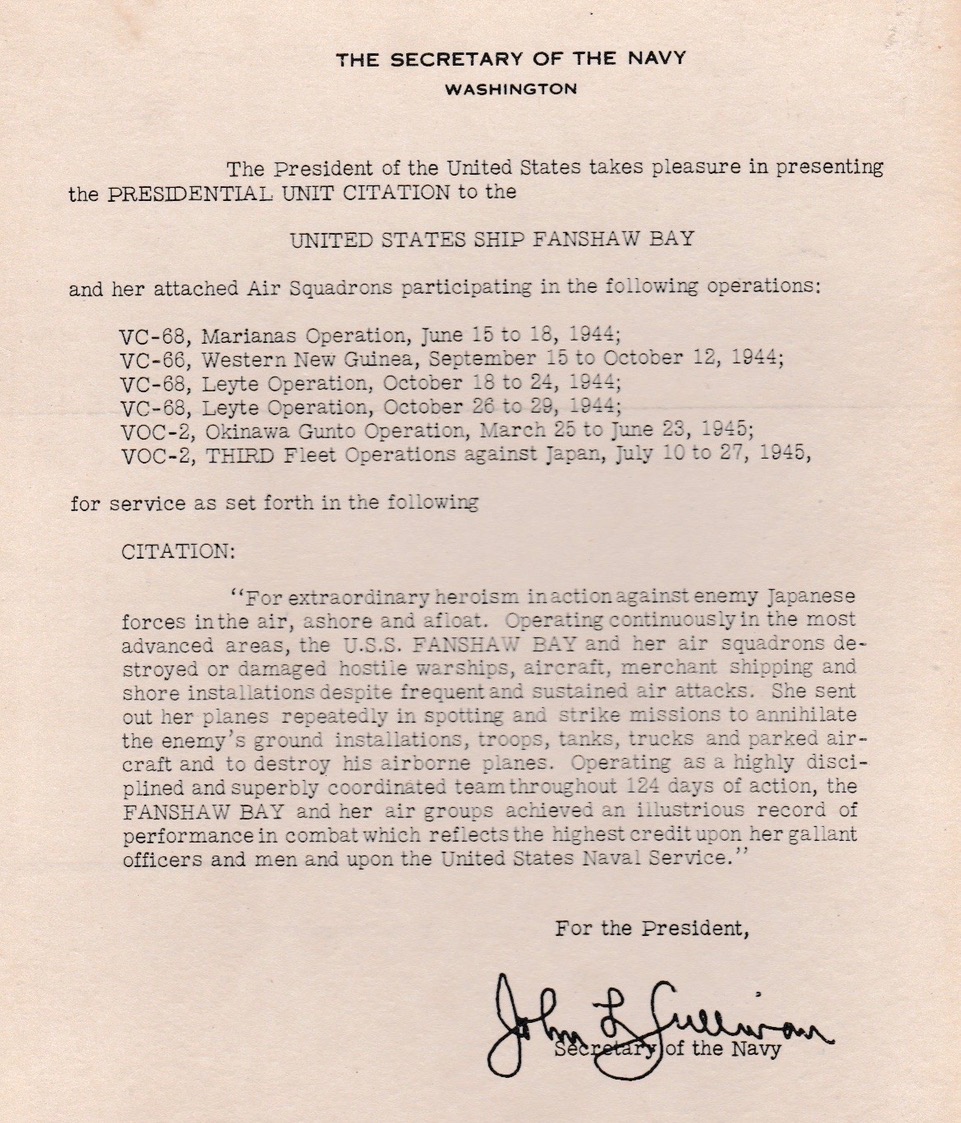 THE SECRETARY OF THE NAVY
WASHINGTON
The President of the United States takes pleasure in presenting
the PRESIDENTIAL UNIT CITATION to the
UNITED STATES SHIP FANSHAW BAY
and her attached Air Squadrons participating in the following operations:
VC-68, Marianas Operation, June 15 to 18, 1944;
VC-66, Western New Guinea, September 15 to October 12, 1944;
VC-68, Leyte Operation, October 18 to 24, 1944;
VC-68, Leyte Operation, October 26 to 29, 1944;
VOC-2, Okinawa Gunto Operation, March 25 to June 23, 1945;
VOC-2, THIRD Fleet Operations against Japan, July 10 to 27, 1945,
for service as set forth in the following
CITATION:
“For extraordinary heroism in action against enemy Japanese
forces in the air, ashore and afloat. Operating continuously in the most
advanced areas, the U.S.S. FANSHAW BAY and her air squadrons de-
stroyed or damaged hostile warships, aircraft, merchant shipping and
shore installations despite frequent and sustained air attacks. She sent
out her planes repeatedly in spotting and strike missions to annihilate
the enemy’s ground installations, troops, tanks, trucks and parked air-
craft and to destroy his airborne planes. Operating as a highly disci-
plined and superbly coordinated team throughout 124 days of action, the
FANSHAW BAY and her air groups achieved an illustrious record of
performance in combat which reflects the highest credit upon her gallant
officers and men and upon the United States Naval Service.”
For the President,
John L Sullivan
Secretary of the Navy